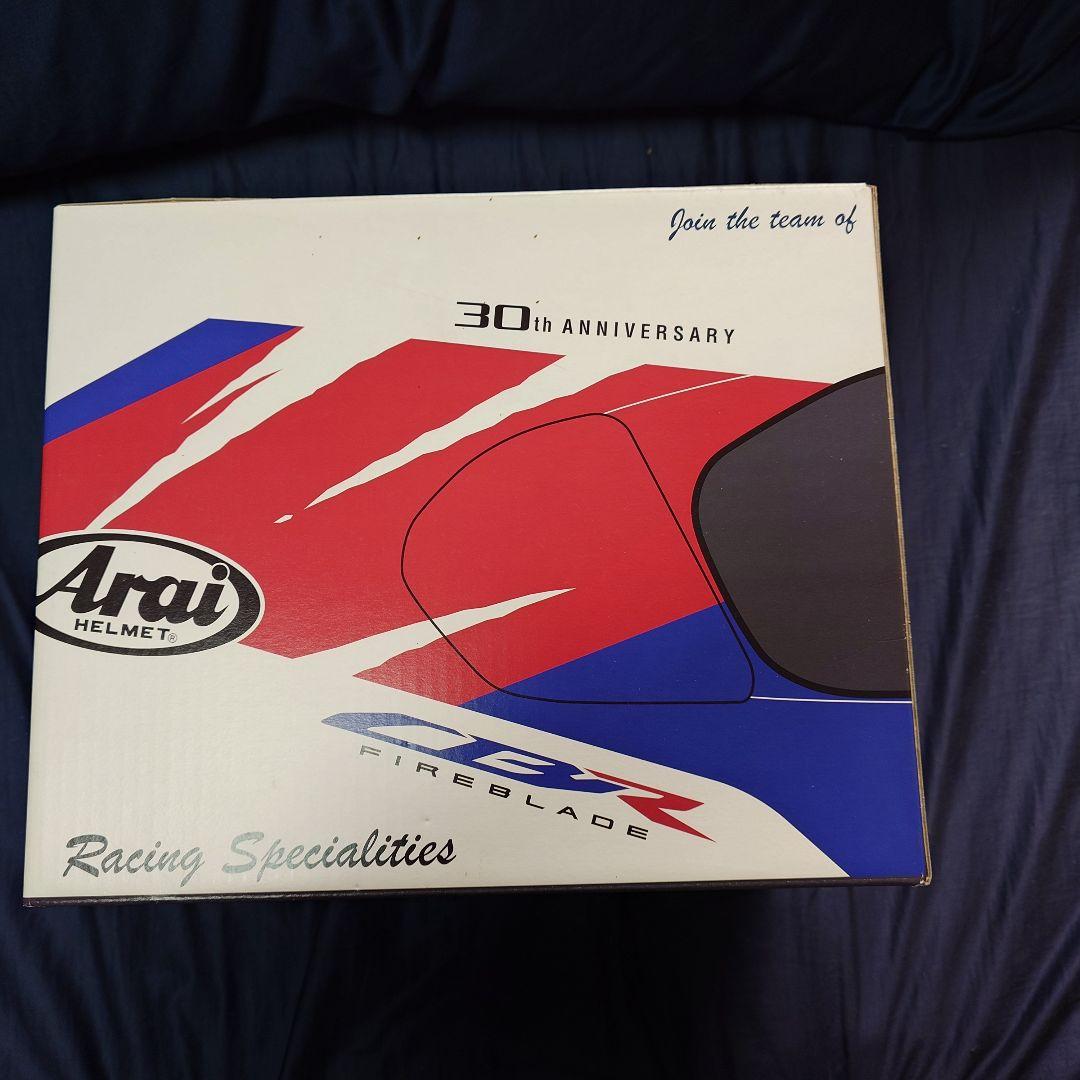 Join the team of
30th ANNIVERSARY
Arai
HELMET®
CBR
FIREBLADE
Racing Specialities